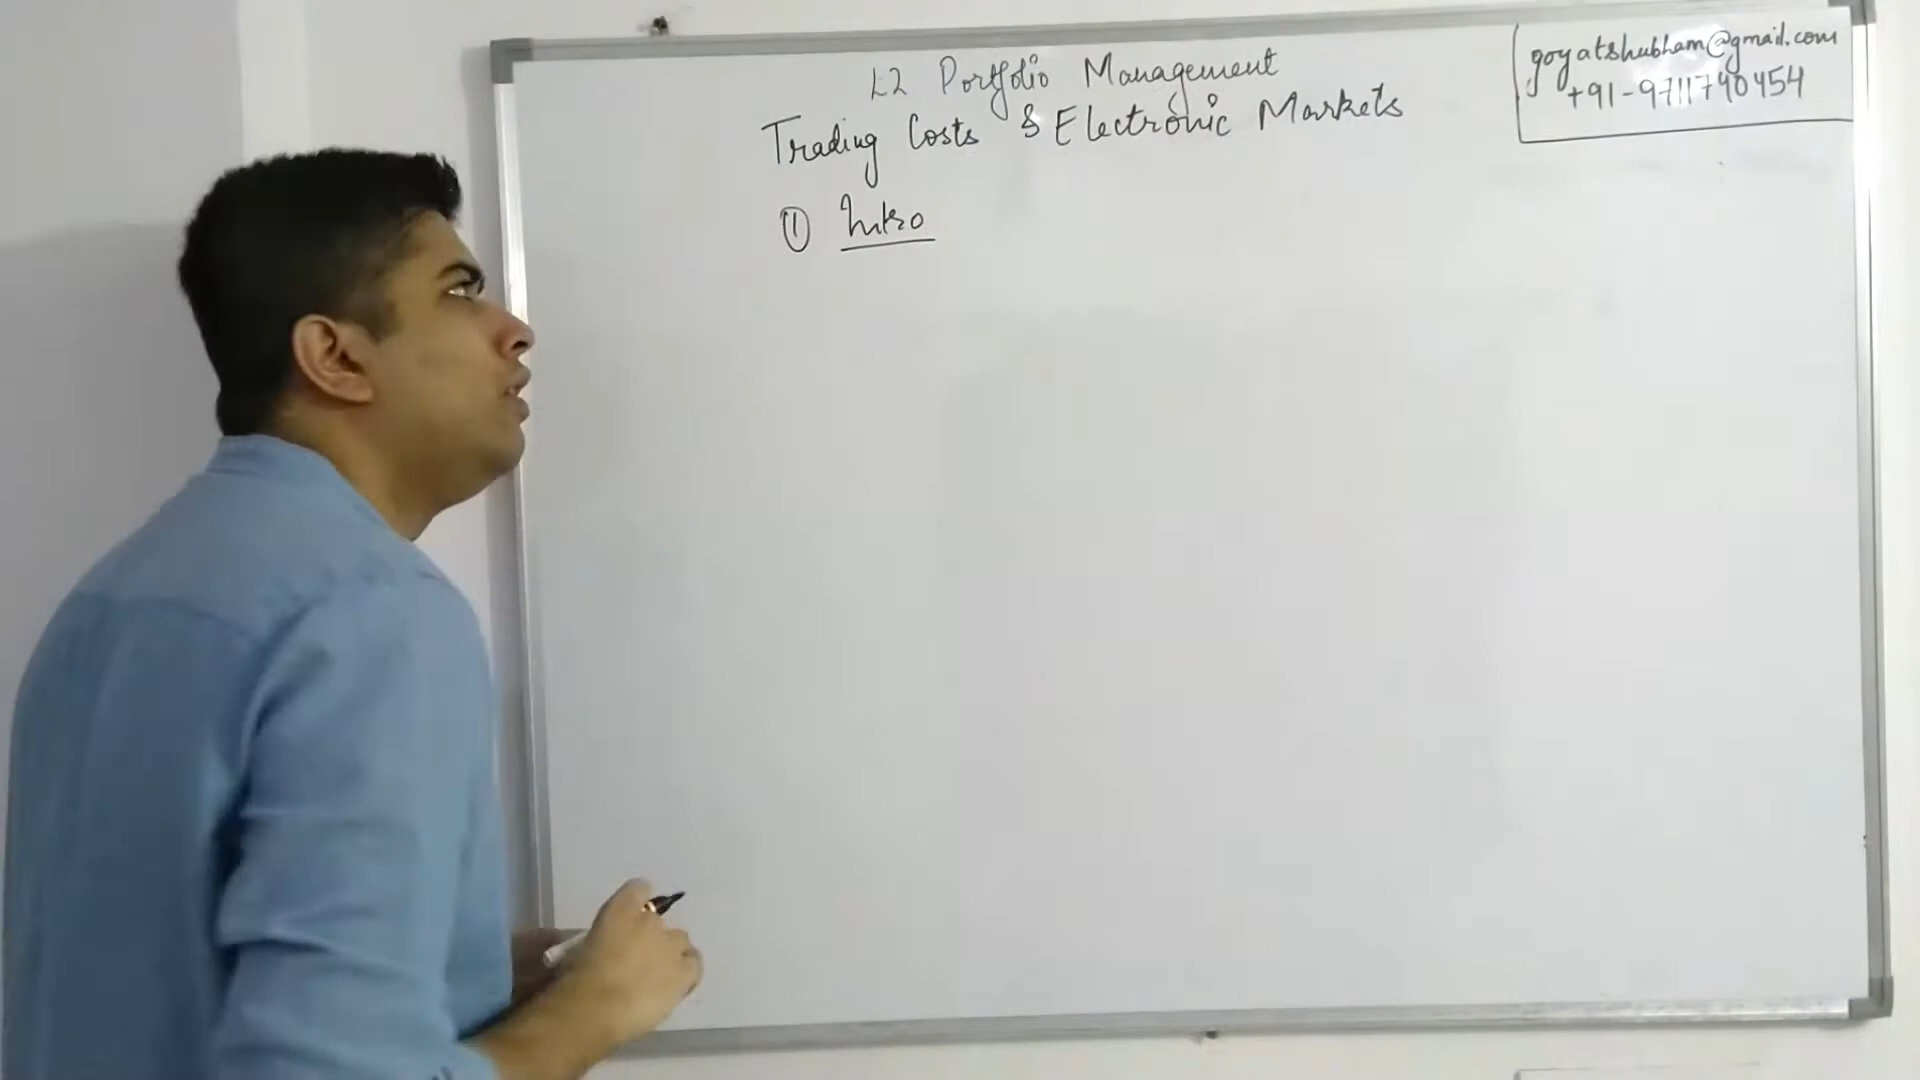 L2 Portfolio Management
Trading Costs & Electronic Markets
① Intro
goyatshubham@gmail.com
+91-9711790454